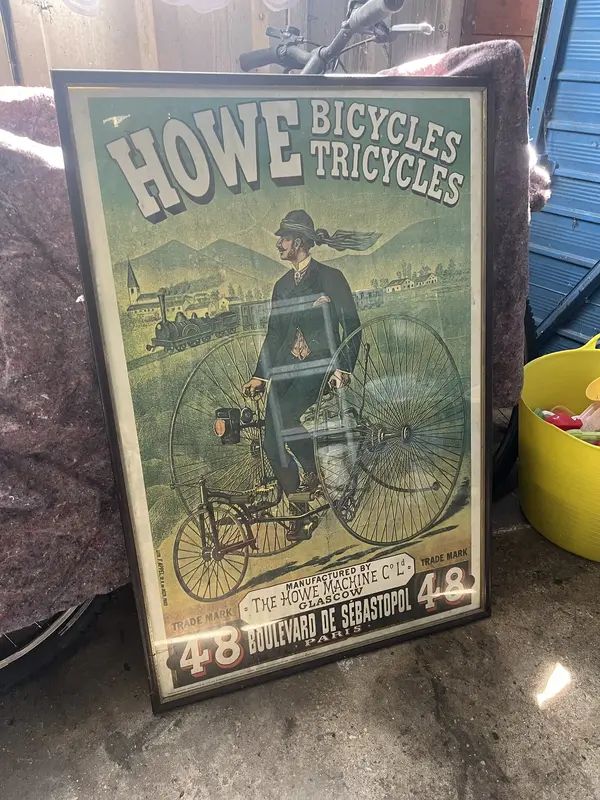 HOWE BICYCLES
TRICYCLES
MANUFACTURED BY
THE HOWE MACHINE Co Ld
GLASGOW
TRADE MARK
TRADE MARK
48 BOULEVARD DE SÉBASTOPOL 48
PARIS